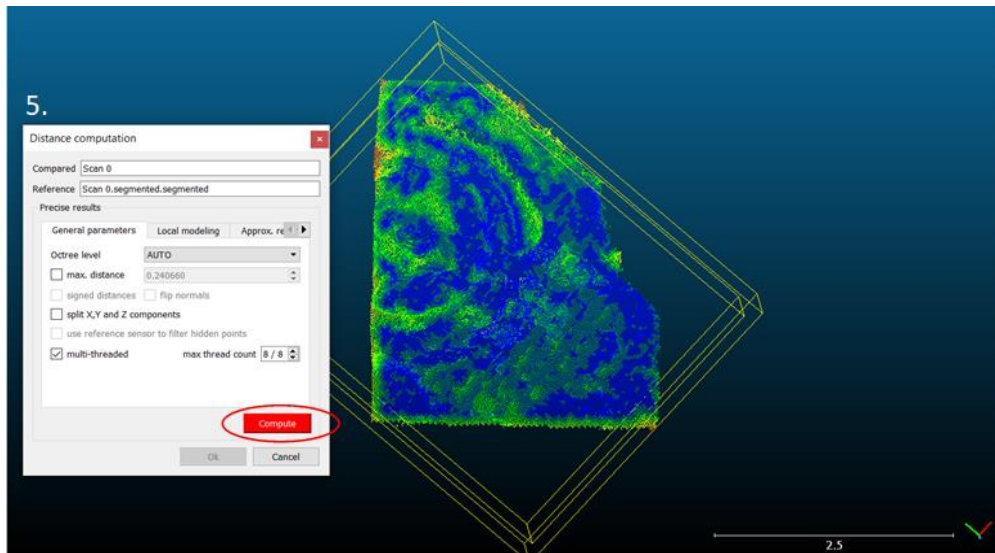 5.
Distance computation
Compared Scan 0
Reference Scan 0.segmented.segmented
Precise results
General parameters Local modeling Approx. re
Octree level AUTO
max. distance 0.240660
signed distances flip normals
split X,Y and Z components
use reference sensor to filter hidden points
multi-threaded max thread count 8 / 8
Compute
Ok Cancel
2.5